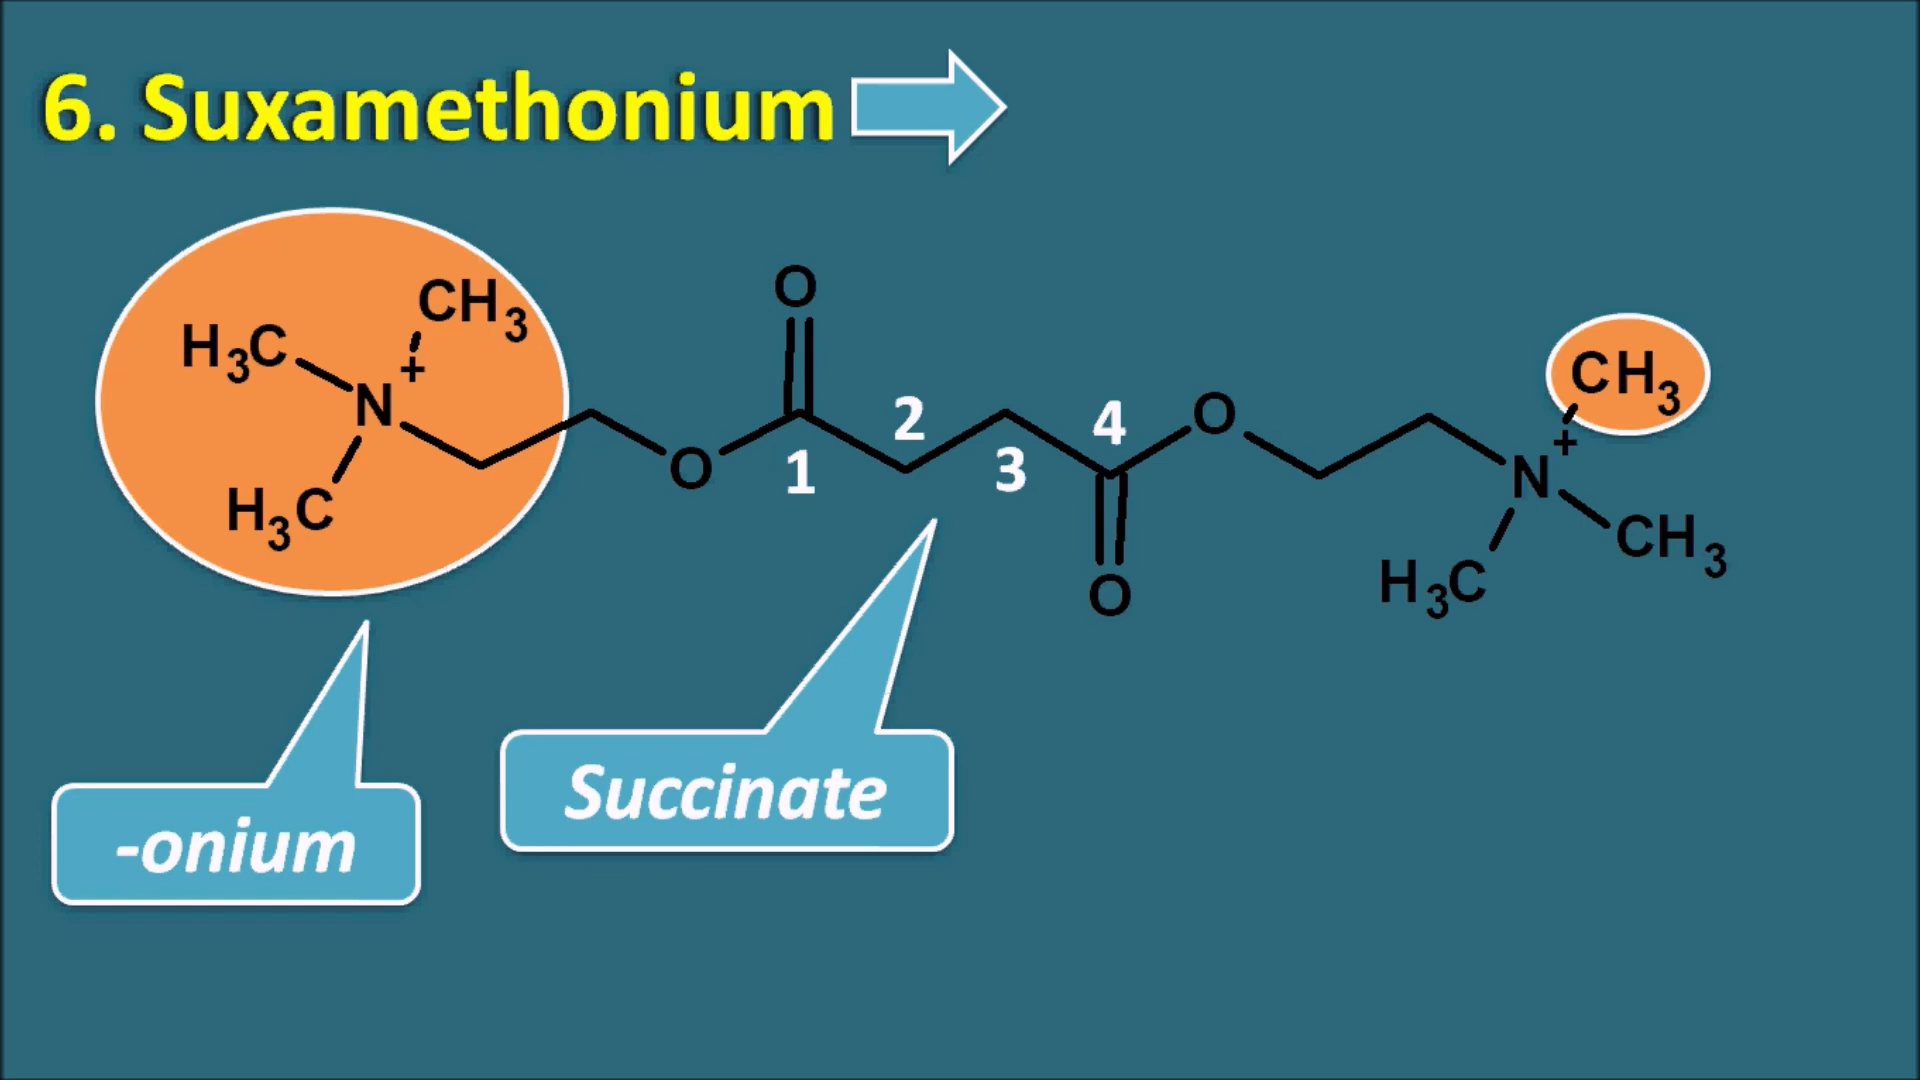 6. Suxamethonium
O
CH3
H3C
+
N
H3C
O
1
2
3
4
O
O
CH3
+
N
CH3
H3C
Succinate
-onium